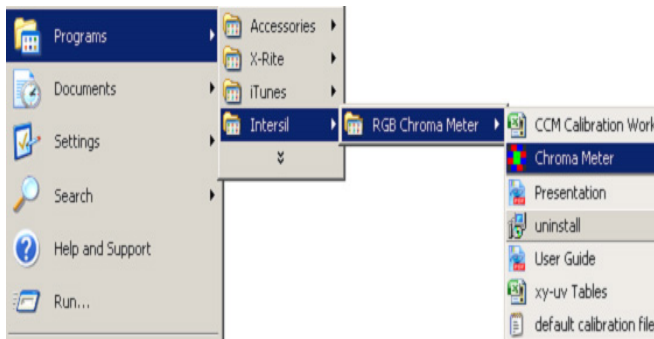 Programs
Documents
Settings
Search
Help and Support
Run...
Accessories
X-Rite
iTunes
Intersil
RGB Chroma Meter
CCM Calibration Work
Chroma Meter
Presentation
uninstall
User Guide
xy-uv Tables
default calibration file